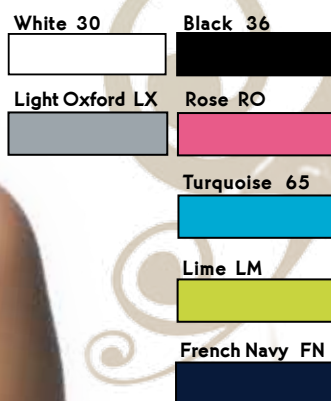 White 30
Black 36
Light Oxford LX
Rose RO
Turquoise 65
Lime LM
French Navy FN